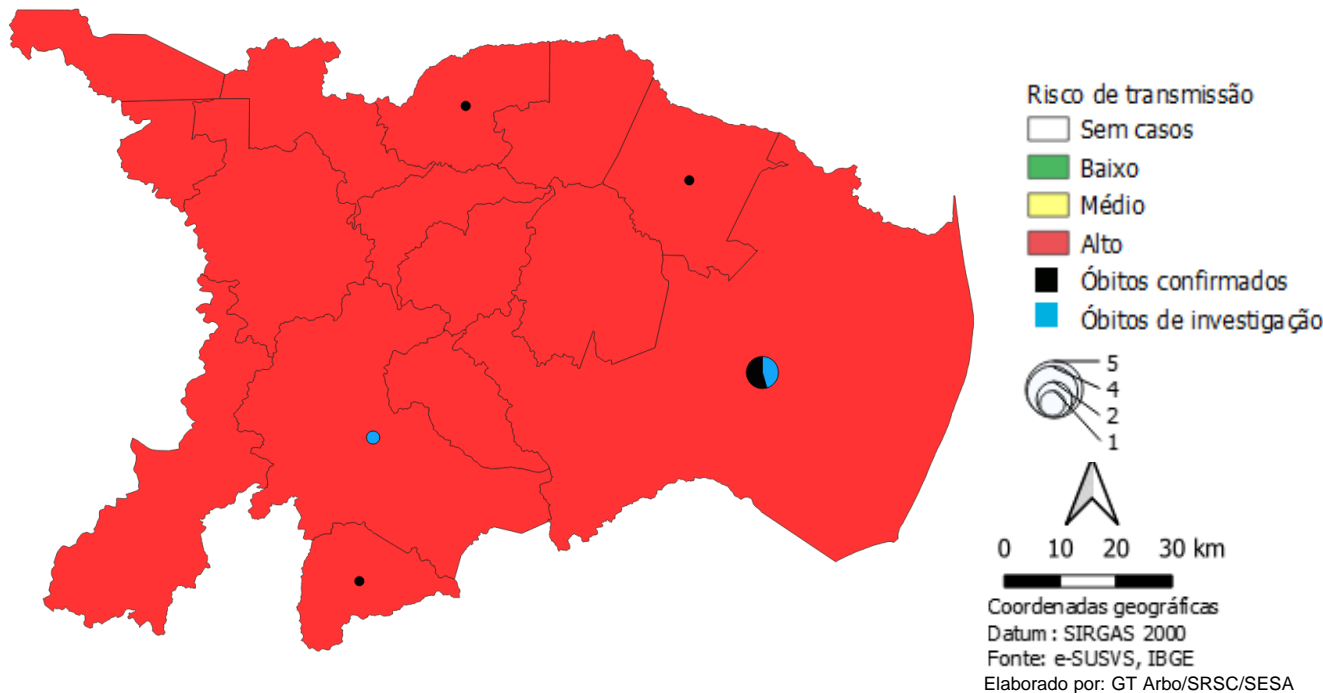 Risco de transmissão
Sem casos
Baixo
Médio
Alto
Óbitos confirmados
Óbitos de investigação
5
4
2
1
0 10 20 30 km
Coordenadas geográficas
Datum : SIRGAS 2000
Fonte: e-SUSVS, IBGE
Elaborado por: GT Arbo/SRSC/SESA